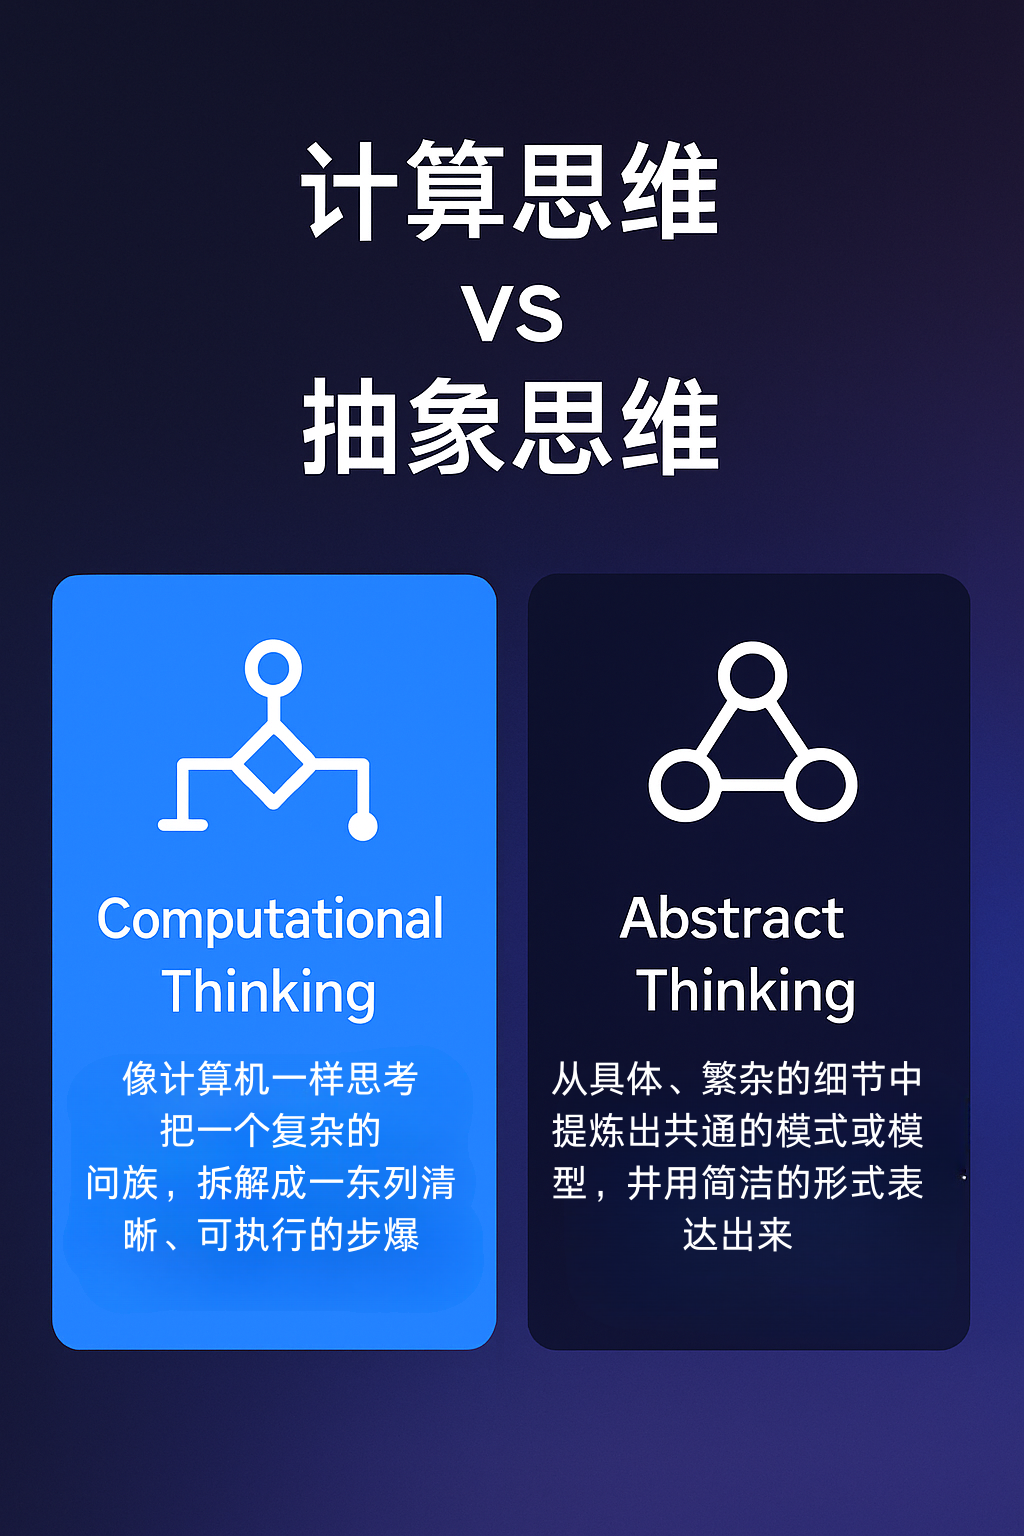 计算思维
vs
抽象思维
Computational
Thinking
像计算机一样思考
把一个复杂的
问族，拆解成一东列清
晰、可执行的步爆
Abstract
Thinking
从具体、繁杂的细节中
提炼出共通的模式或模
型，井用简洁的形式表
达出来